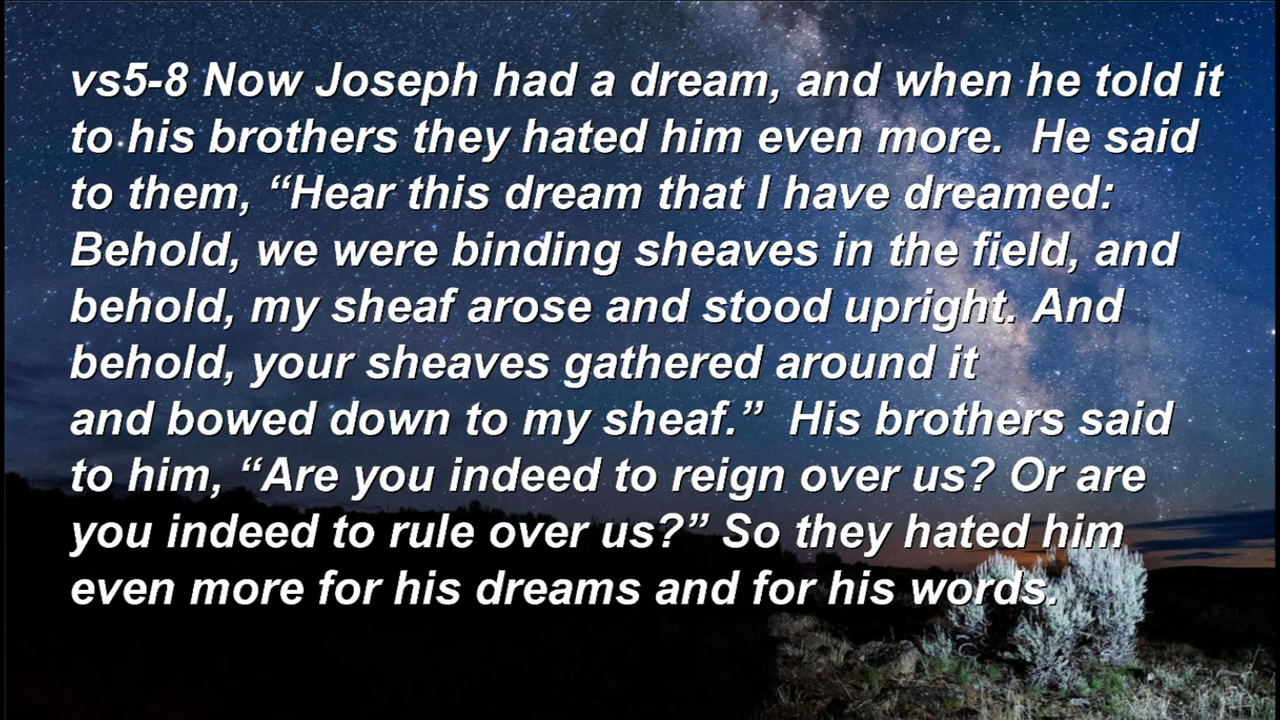 vs5-8 Now Joseph had a dream, and when he told it
to his brothers they hated him even more.  He said
to them, “Hear this dream that I have dreamed:
Behold, we were binding sheaves in the field, and
behold, my sheaf arose and stood upright. And
behold, your sheaves gathered around it
and bowed down to my sheaf.”  His brothers said
to him, “Are you indeed to reign over us? Or are
you indeed to rule over us?” So they hated him
even more for his dreams and for his words.